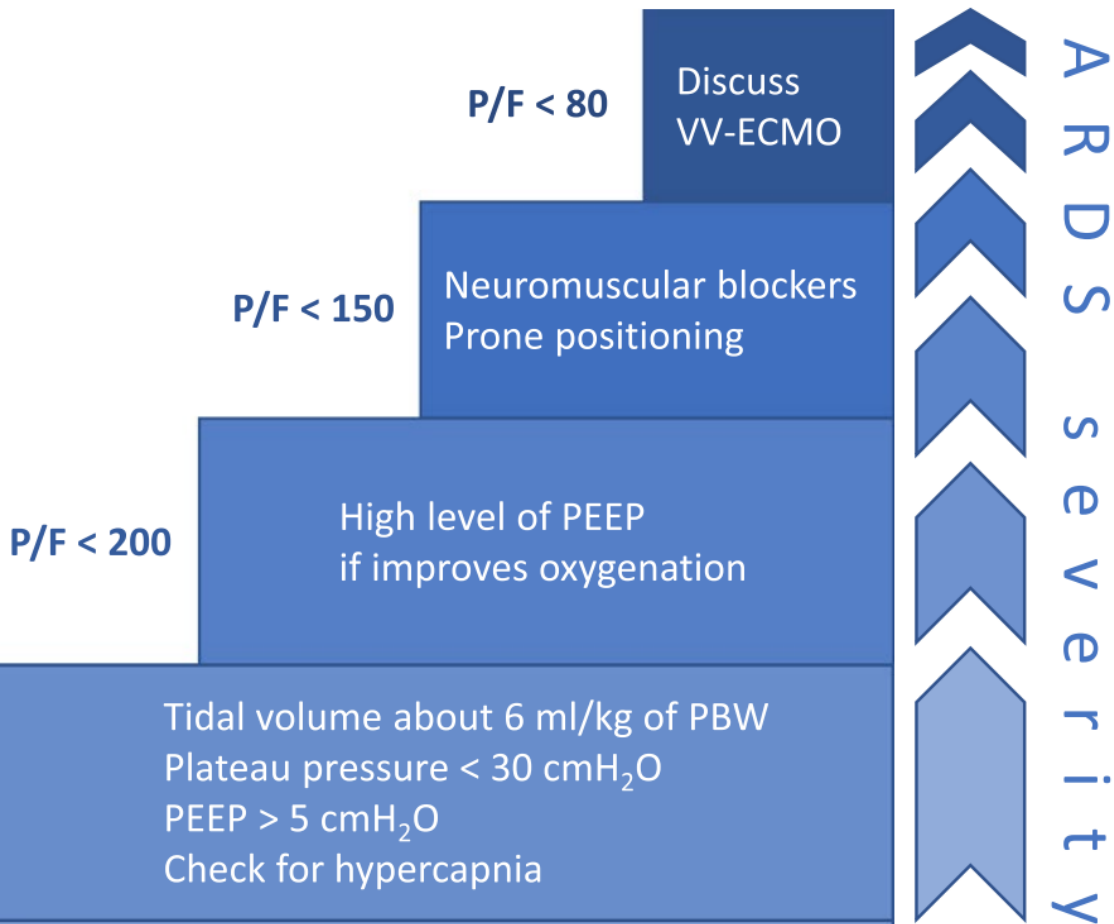 P/F < 80
Discuss
VV-ECMO
P/F < 150
Neuromuscular blockers
Prone positioning
P/F < 200
High level of PEEP
if improves oxygenation
Tidal volume about 6 ml/kg of PBW
Plateau pressure < 30 cmH₂O
PEEP > 5 cmH₂O
Check for hypercapnia
ARDS severity